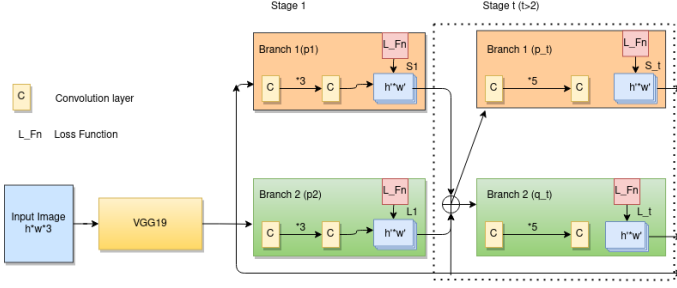 Stage 1
Stage t (t>2)
Branch 1(p1)
L_Fn
S1
C
*3
C
h'*w'
Branch 1 (p_t)
L_Fn
S_t
C
*5
C
h'*w'
C
Convolution layer
L_Fn
Loss Function
Input Image
h*w*3
VGG19
Branch 2 (p2)
L_Fn
L1
C
*3
C
h'*w'
Branch 2 (q_t)
L_Fn
L_t
C
*5
C
h'*w'